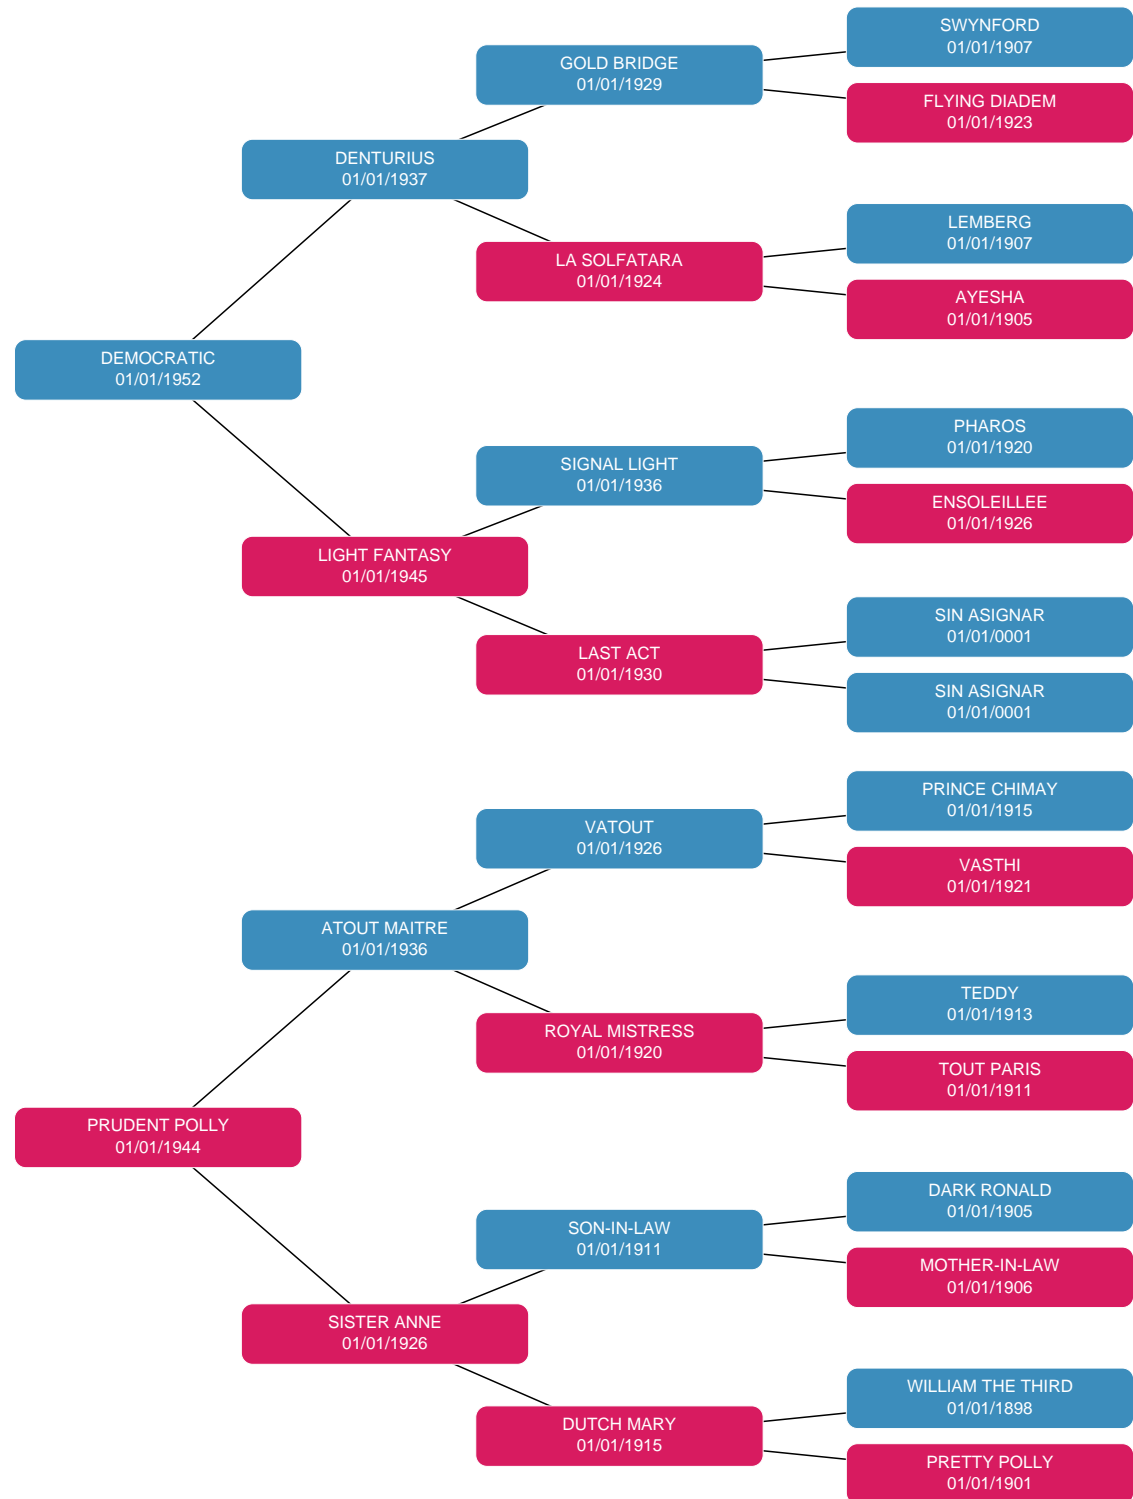 SWYNFORD
01/01/1907
GOLD BRIDGE
01/01/1929
FLYING DIADEM
01/01/1923
DENTURIUS
01/01/1937
LEMBERG
01/01/1907
LA SOLFATARA
01/01/1924
AYESHA
01/01/1905
DEMOCRATIC
01/01/1952
PHAROS
01/01/1920
SIGNAL LIGHT
01/01/1936
ENSOLEILLEE
01/01/1926
LIGHT FANTASY
01/01/1945
SIN ASIGNAR
01/01/0001
LAST ACT
01/01/1930
SIN ASIGNAR
01/01/0001
PRINCE CHIMAY
01/01/1915
VATOUT
01/01/1926
VASTHI
01/01/1921
ATOUT MAITRE
01/01/1936
TEDDY
01/01/1913
ROYAL MISTRESS
01/01/1920
TOUT PARIS
01/01/1911
PRUDENT POLLY
01/01/1944
DARK RONALD
01/01/1905
SON-IN-LAW
01/01/1911
MOTHER-IN-LAW
01/01/1906
SISTER ANNE
01/01/1926
WILLIAM THE THIRD
01/01/1898
DUTCH MARY
01/01/1915
PRETTY POLLY
01/01/1901